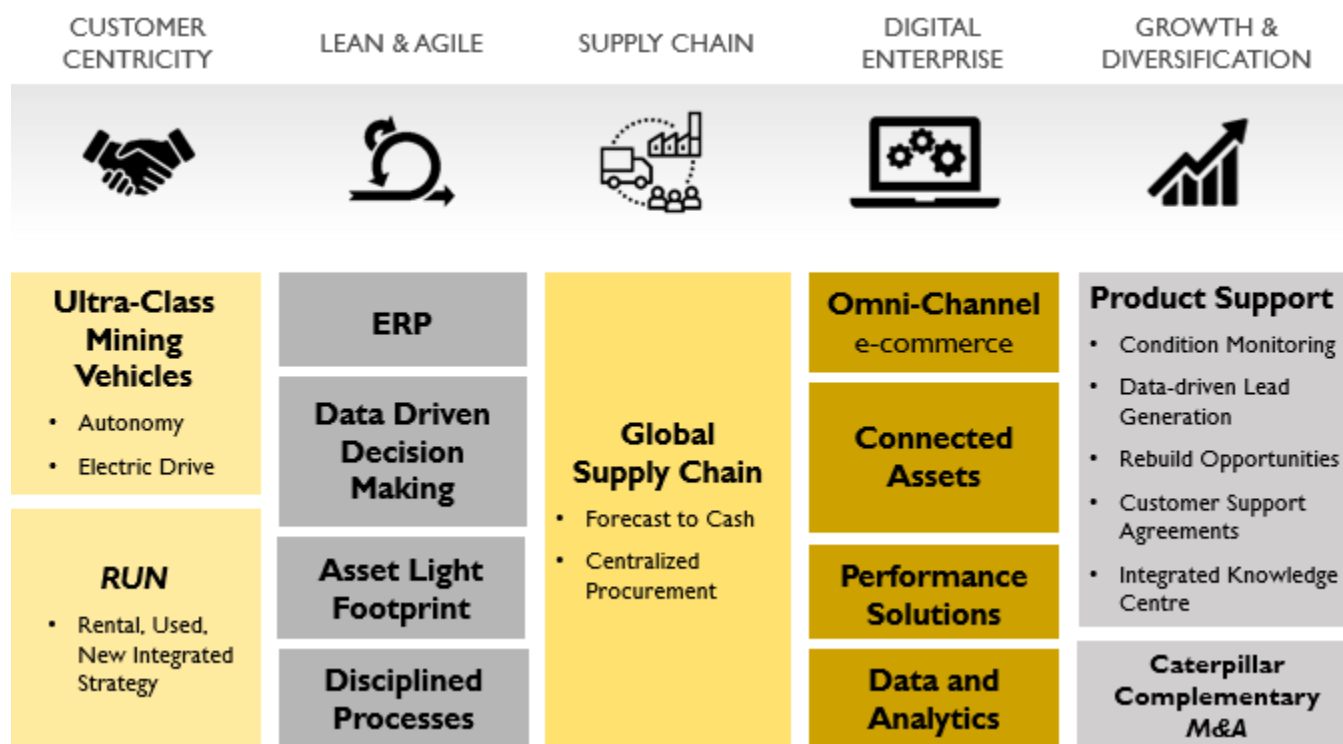 CUSTOMER
CENTRICITY
LEAN & AGILE
SUPPLY CHAIN
DIGITAL
ENTERPRISE
GROWTH &
DIVERSIFICATION
Ultra-Class
Mining
Vehicles
• Autonomy
• Electric Drive
RUN
• Rental, Used,
New Integrated
Strategy
ERP
Data Driven
Decision
Making
Asset Light
Footprint
Disciplined
Processes
Global
Supply Chain
• Forecast to Cash
• Centralized
Procurement
Omni-Channel
e-commerce
Connected
Assets
Performance
Solutions
Data and
Analytics
Product Support
• Condition Monitoring
• Data-driven Lead
Generation
• Rebuild Opportunities
• Customer Support
Agreements
• Integrated Knowledge
Centre
Caterpillar
Complementary
M&A